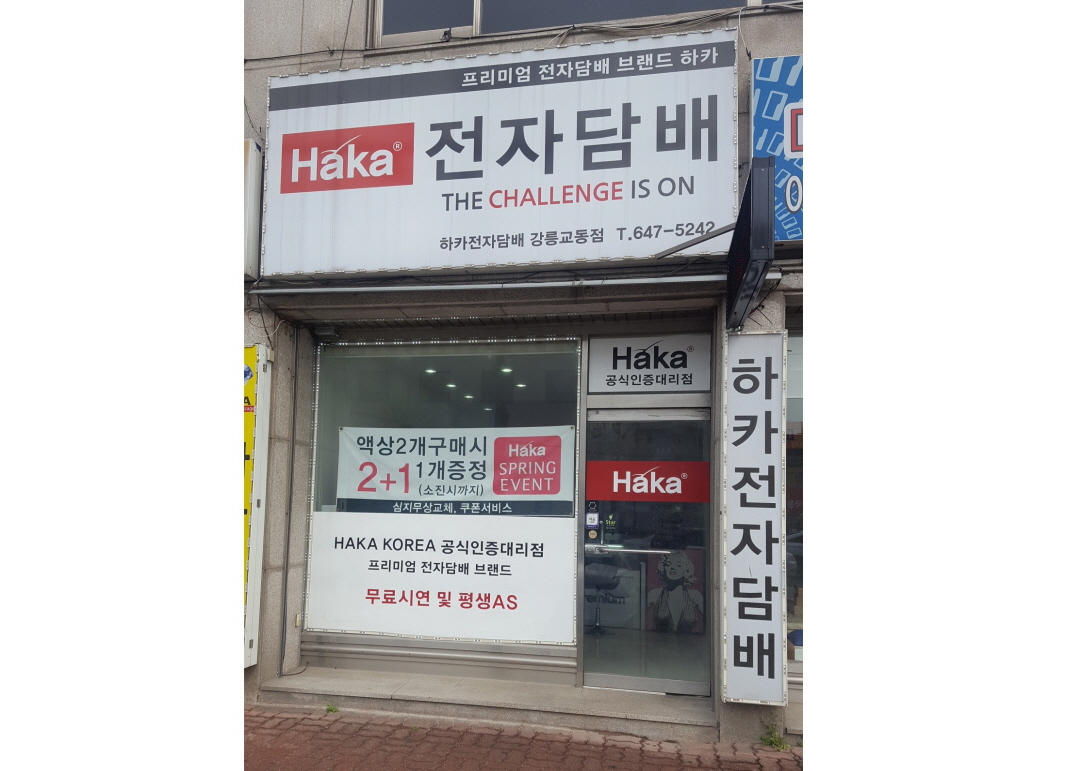 프리미엄 전자담배 브랜드 하카
Haka® 전자담배
THE CHALLENGE IS ON
하카전자담배 강릉교동점 T.647-5242
Haka®
공식인증대리점
액상2개구매시
2+1 1개증정
(소진시까지)
Haka
SPRING
EVENT
심지무상교체, 쿠폰서비스
Haka®
HAKA KOREA 공식인증대리점
프리미엄 전자담배 브랜드
무료시연 및 평생AS
하카전자담배